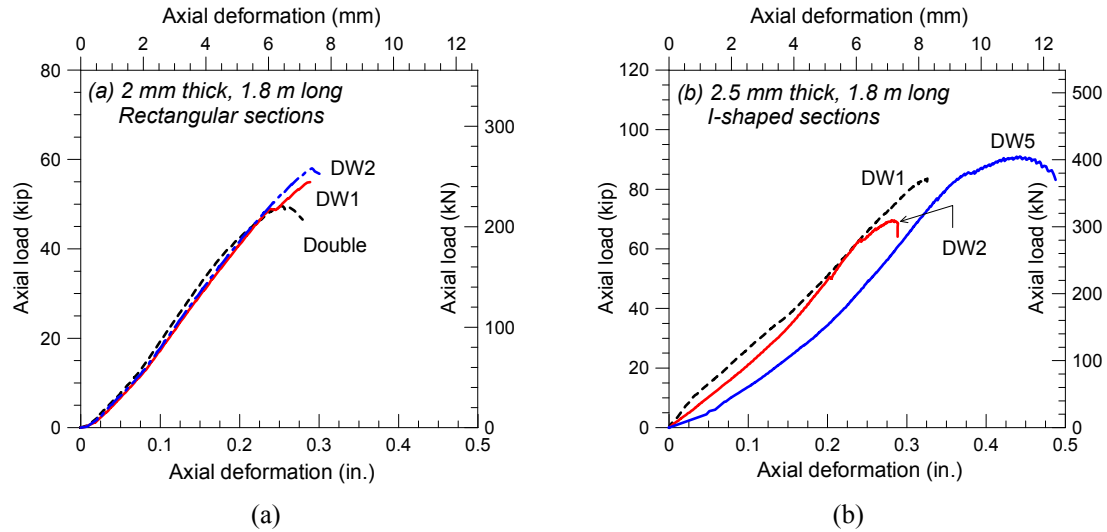 Axial deformation (mm)
0 2 4 6 8 10 12
80
60
40
20
0
Axial load (kip)
(a) 2 mm thick, 1.8 m long
Rectangular sections
DW2
DW1
Double
300
200
100
0
Axial load (kN)
0 0.1 0.2 0.3 0.4 0.5
Axial deformation (in.)
(a)
Axial deformation (mm)
0 2 4 6 8 10 12
120
100
80
60
40
20
0
Axial load (kip)
(b) 2.5 mm thick, 1.8 m long
I-shaped sections
DW5
DW1
DW2
500
400
300
200
100
0
Axial load (kN)
0 0.1 0.2 0.3 0.4 0.5
Axial deformation (in.)
(b)